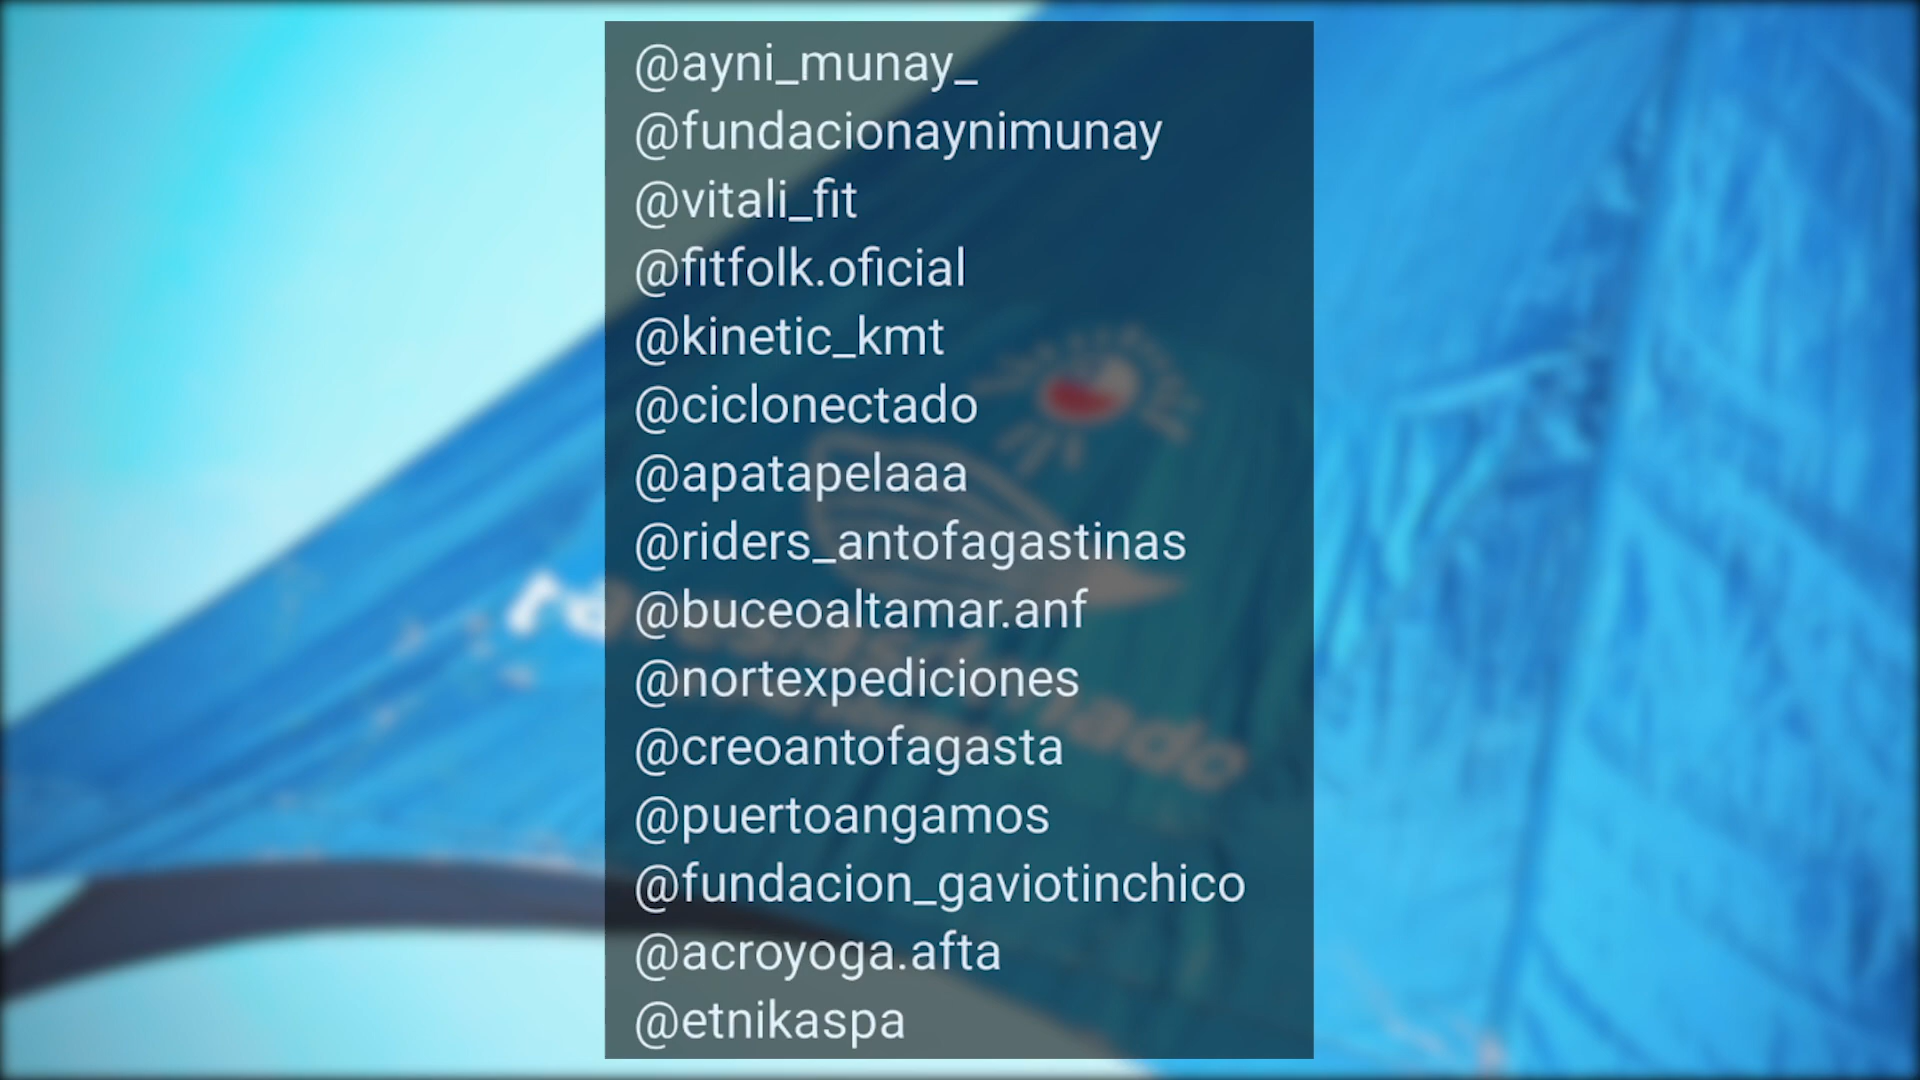 @ayni_munay_
@fundacionaynimunay
@vitali_fit
@fitfolk.oficial
@kinetic_kmt
@ciclonectado
@apatapelaaa
@riders_antofagastinas
@buceoaltamar.anf
@nortexpediciones
@creoantofagasta
@puertoangamos
@fundacion_gaviotinchico
@acroyoga.afta
@etnikaspa